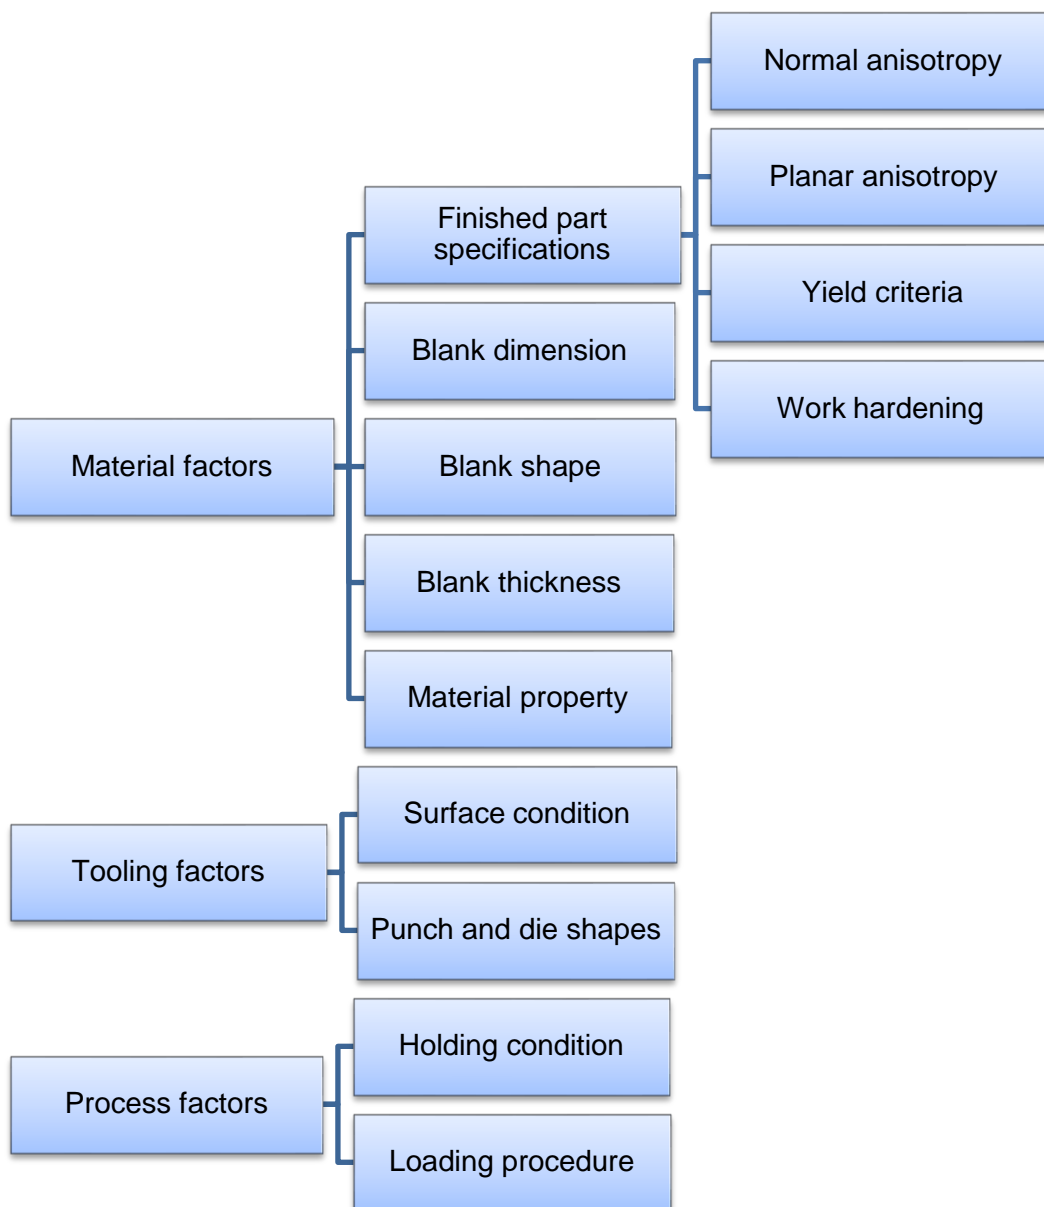 Material factors
Finished part
specifications
Normal anisotropy
Planar anisotropy
Yield criteria
Work hardening
Blank dimension
Blank shape
Blank thickness
Material property
Tooling factors
Surface condition
Punch and die shapes
Process factors
Holding condition
Loading procedure